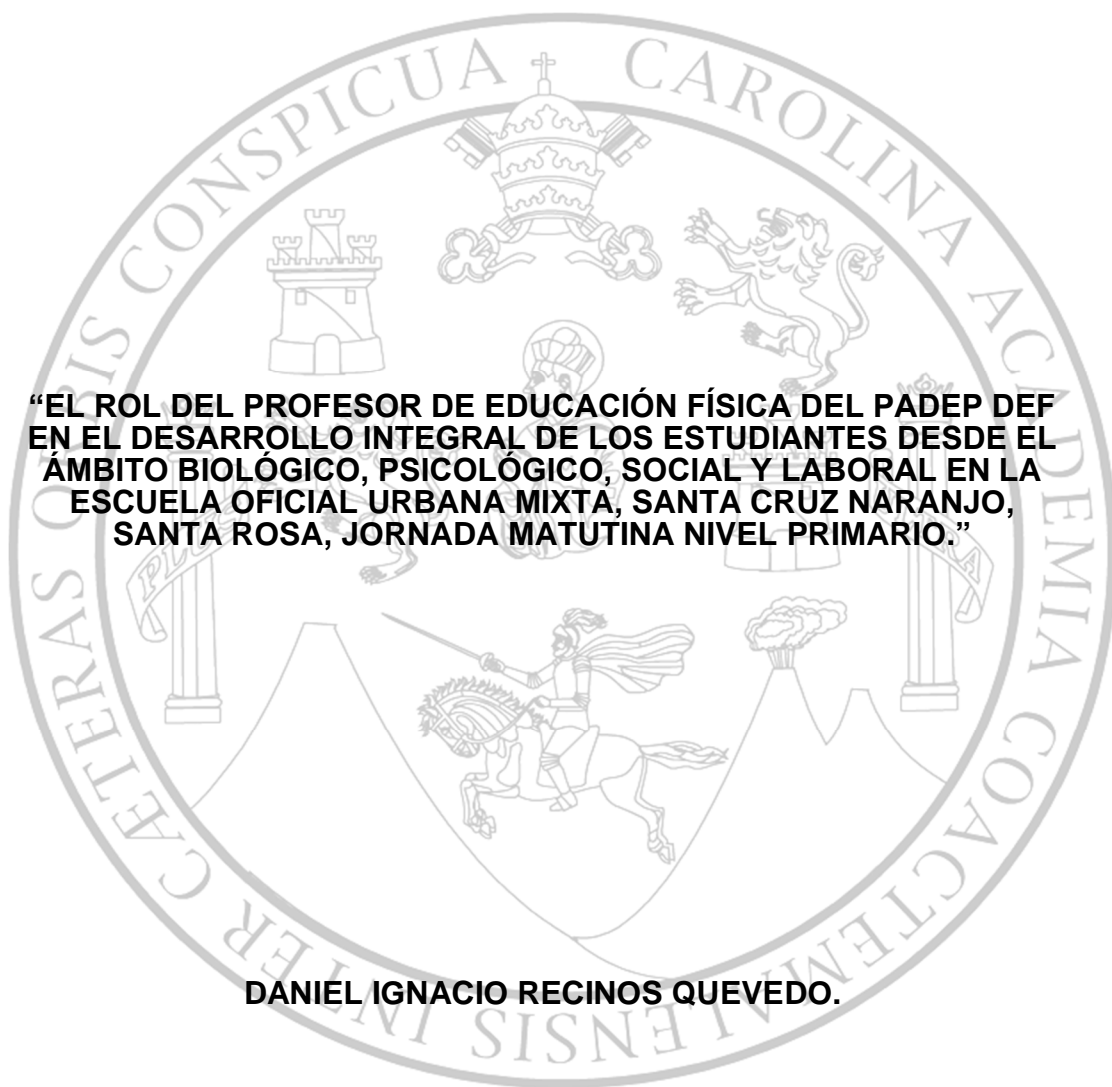 “EL ROL DEL PROFESOR DE EDUCACIÓN FÍSICA DEL PADEP DEF
EN EL DESARROLLO INTEGRAL DE LOS ESTUDIANTES DESDE EL
ÁMBITO BIOLÓGICO, PSICOLÓGICO, SOCIAL Y LABORAL EN LA
ESCUELA OFICIAL URBANA MIXTA, SANTA CRUZ NARANJO,
SANTA ROSA, JORNADA MATUTINA NIVEL PRIMARIO.”
DANIEL IGNACIO RECINOS QUEVEDO.
CAROLINA ACADEMIA COACTEMALENSIS INTER CÆTERAS ORBIS CONSPICUA